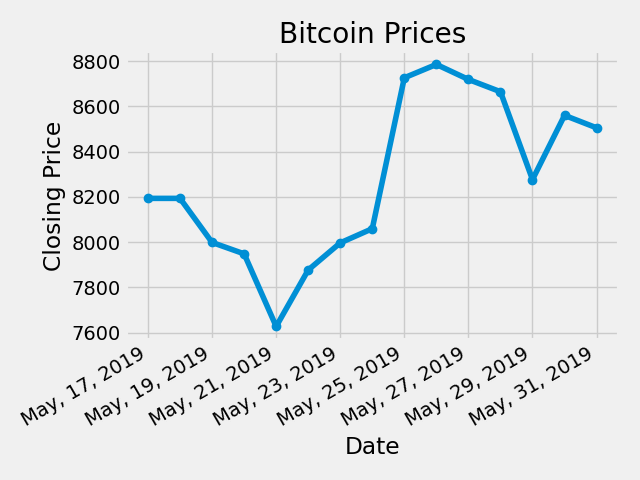 Bitcoin Prices
Closing Price
8800
8600
8400
8200
8000
7800
7600
May, 17, 2019
May, 19, 2019
May, 21, 2019
May, 23, 2019
May, 25, 2019
May, 27, 2019
May, 29, 2019
May, 31, 2019
Date